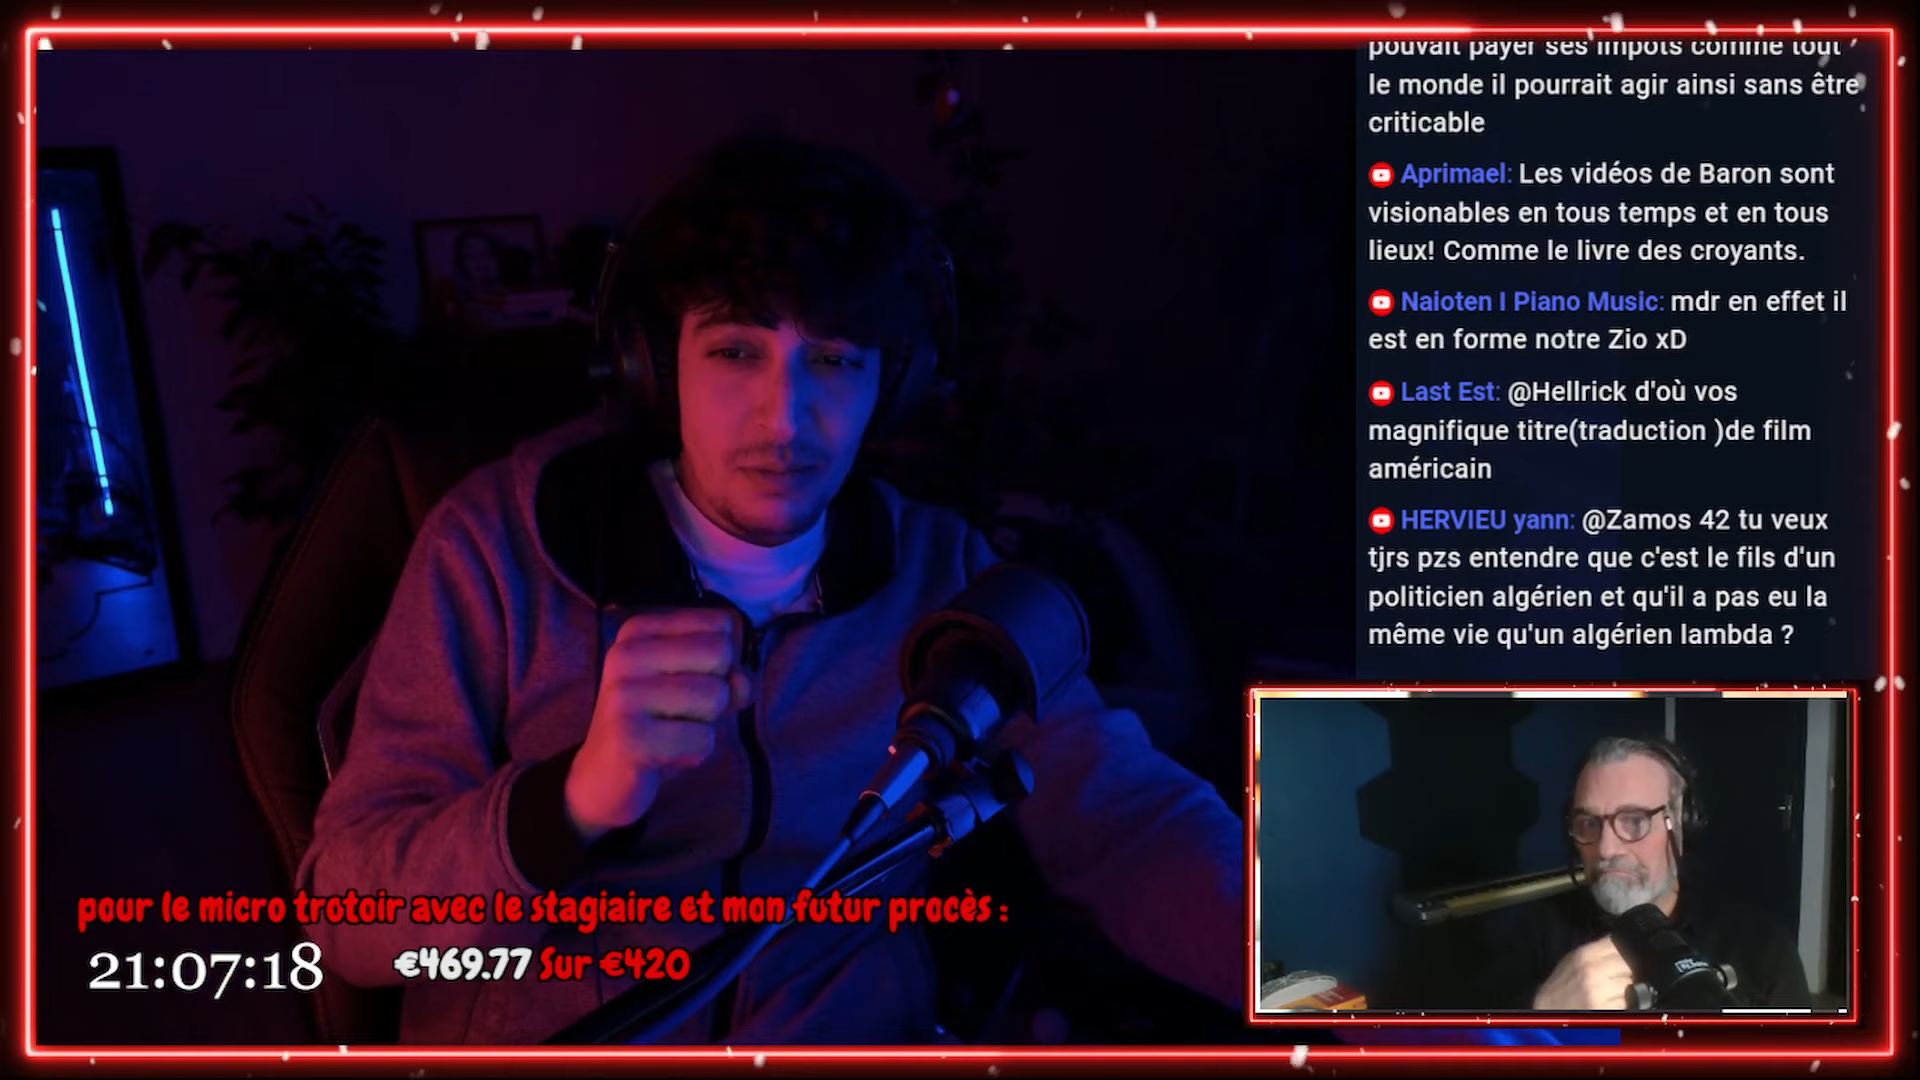 pouvait payer ses impots comme tout
le monde il pourrait agir ainsi sans être
criticable
Aprimael: Les vidéos de Baron sont
visionables en tous temps et en tous
lieux! Comme le livre des croyants.
Naioten I Piano Music: mdr en effet il
est en forme notre Zio xD
Last Est: @Hellrick d'où vos
magnifique titre(traduction )de film
américain
HERVIEU yann: @Zamos 42 tu veux
tjrs pzs entendre que c'est le fils d'un
politicien algérien et qu'il a pas eu la
même vie qu'un algérien lambda ?
pour le micro trotoir avec le stagiaire et mon futur procès :
21:07:18 €469.77 Sur €420